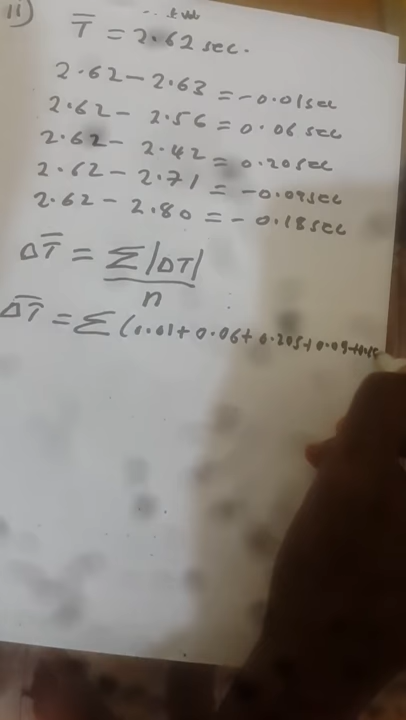 ii)
T̅ = 2.62 sec.
2.62 - 2.63 = -0.01sec
2.62 - 2.56 = 0.06 sec
2.62 - 2.42 = 0.20sec
2.62 - 2.71 = -0.09sec
2.62 - 2.80 = -0.18sec
ΔT̅ = Σ|ΔT|
n
ΔT̅ = Σ (0.01 + 0.06 + 0.205 + 0.09 +